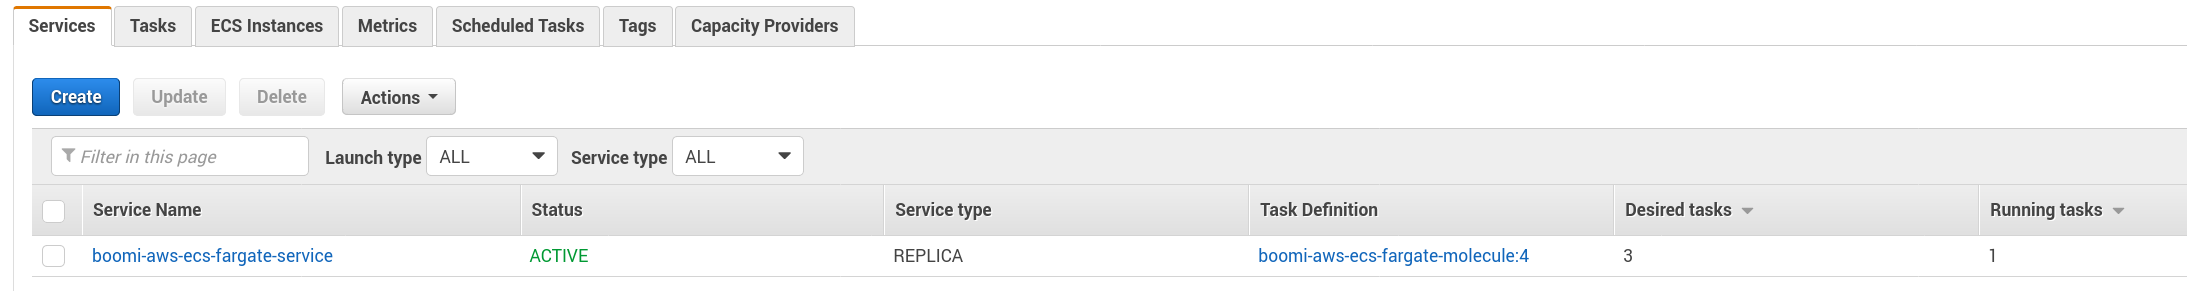 Services Tasks ECS Instances Metrics Scheduled Tasks Tags Capacity Providers
Create Update Delete Actions
Filter in this page Launch type ALL Service type ALL
Service Name Status Service type Task Definition Desired tasks Running tasks
boomi-aws-ecs-fargate-service ACTIVE REPLICA boomi-aws-ecs-fargate-molecule:4 3 1